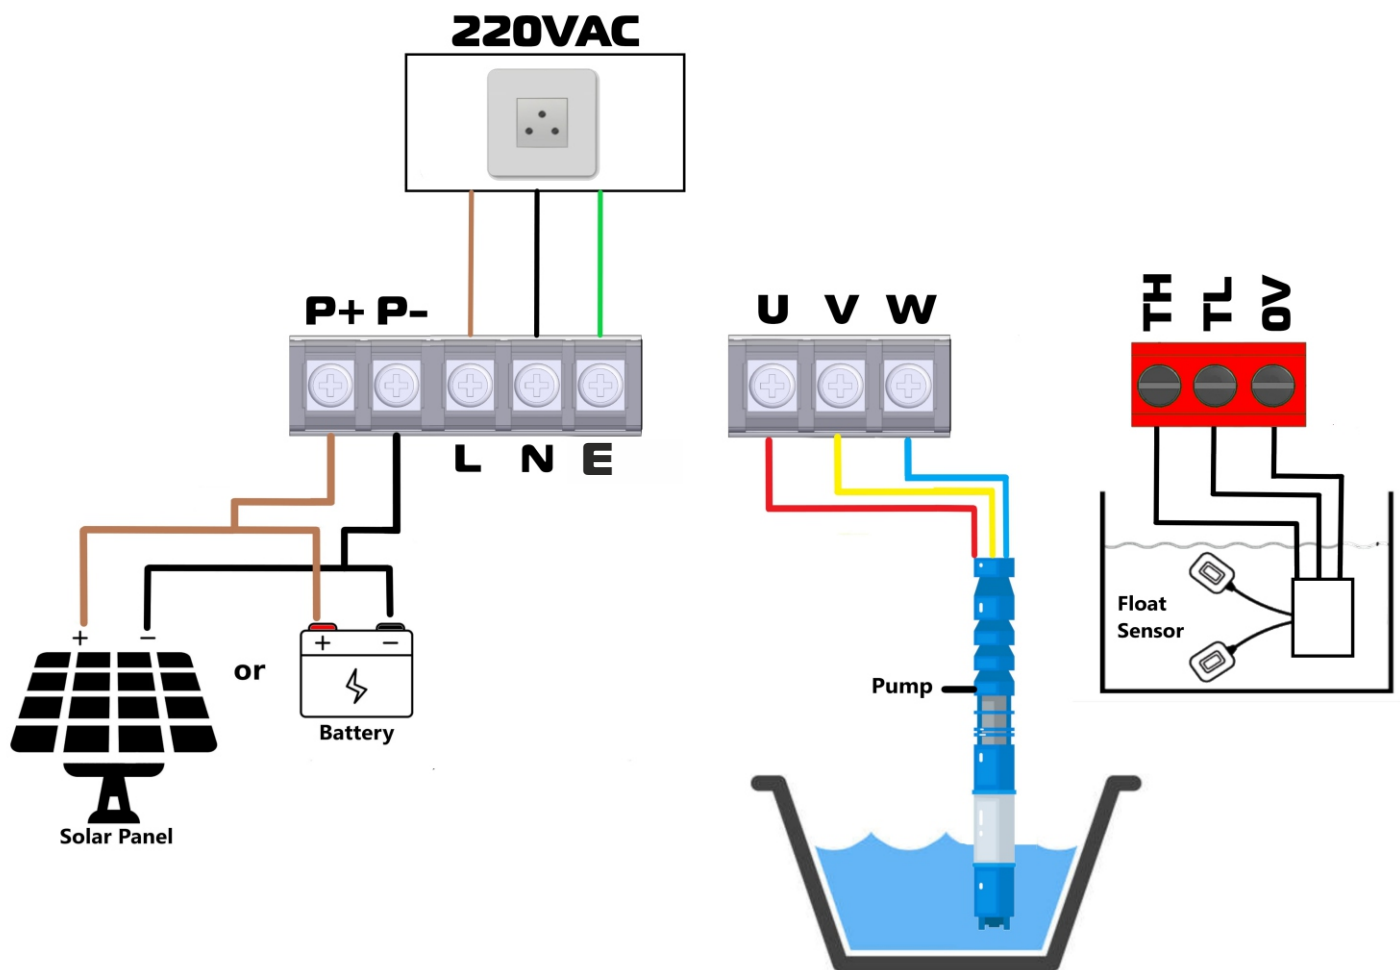 220VAC
P+ P-
U V W
TH TL 0V
L N E
Float
Sensor
+ −
+ −
or
Pump
Battery
Solar Panel